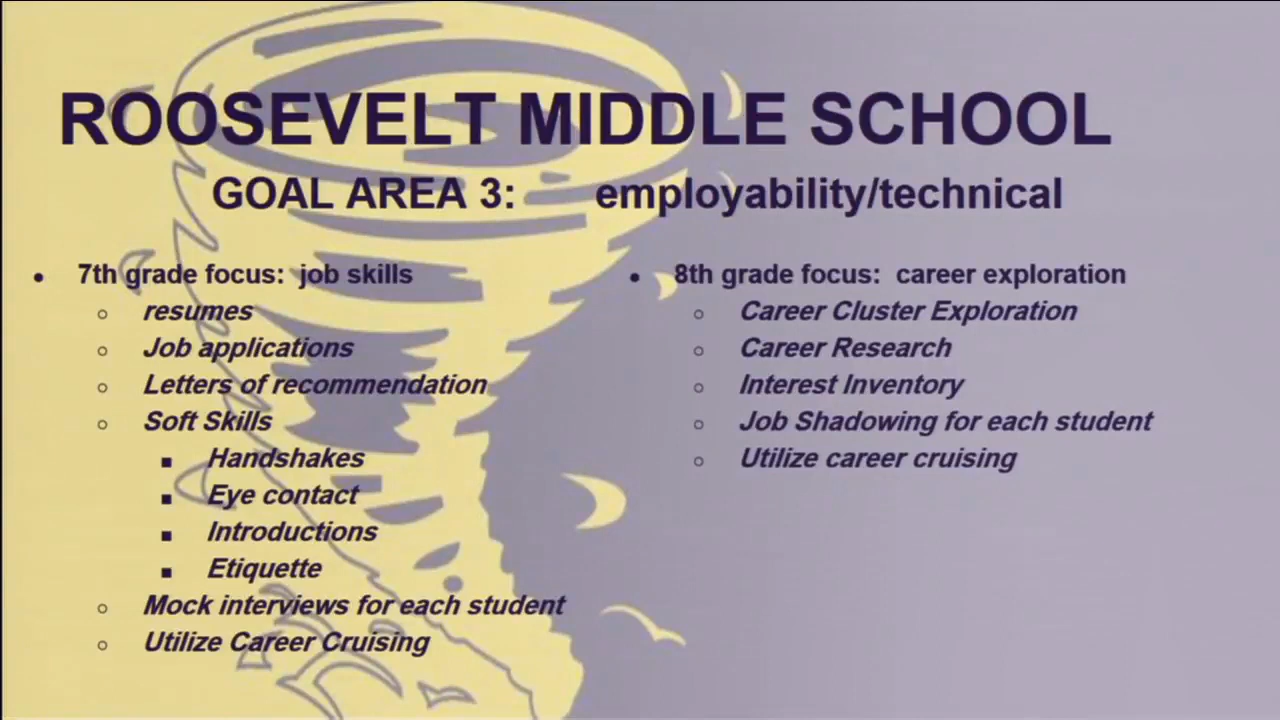 ROOSEVELT MIDDLE SCHOOL
GOAL AREA 3: employability/technical
7th grade focus: job skills
resumes
Job applications
Letters of recommendation
Soft Skills
Handshakes
Eye contact
Introductions
Etiquette
Mock interviews for each student
Utilize Career Cruising
8th grade focus: career exploration
Career Cluster Exploration
Career Research
Interest Inventory
Job Shadowing for each student
Utilize career cruising